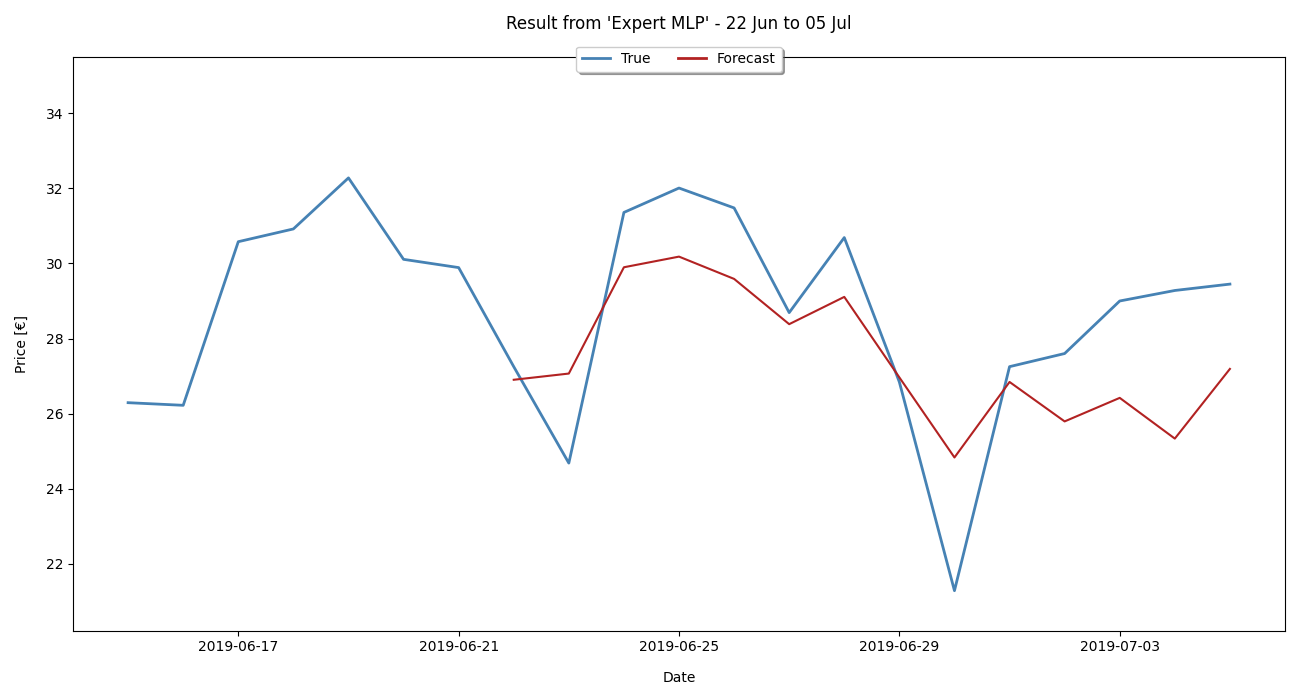 Result from 'Expert MLP' - 22 Jun to 05 Jul
True Forecast
34
32
30
28
26
24
22
Price [€]
2019-06-17 2019-06-21 2019-06-25 2019-06-29 2019-07-03
Date